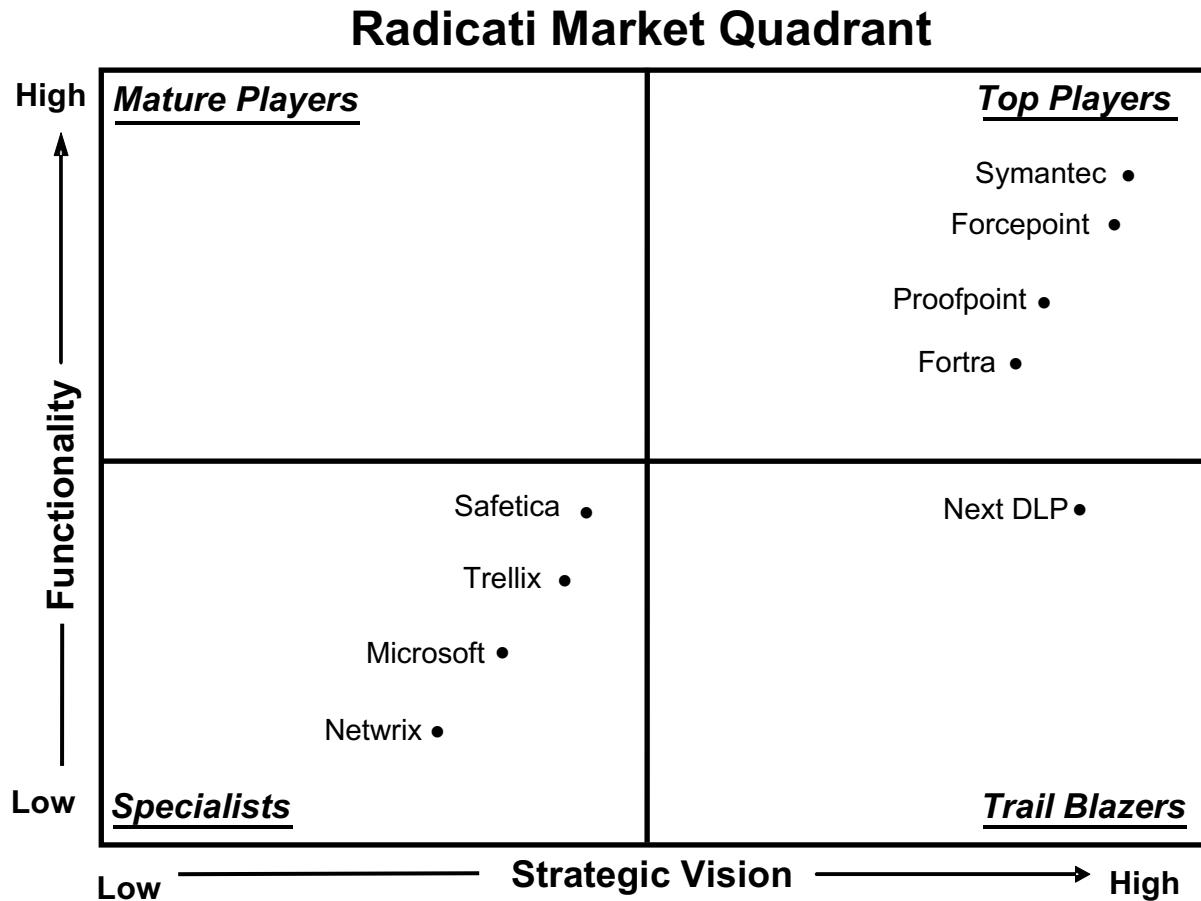 Radicati Market Quadrant
High
Mature Players
Top Players
Symantec
Forcepoint
Proofpoint
Fortra
Functionality
Safetica
Next DLP
Trellix
Microsoft
Netwrix
Low
Specialists
Trail Blazers
Low
Strategic Vision
High